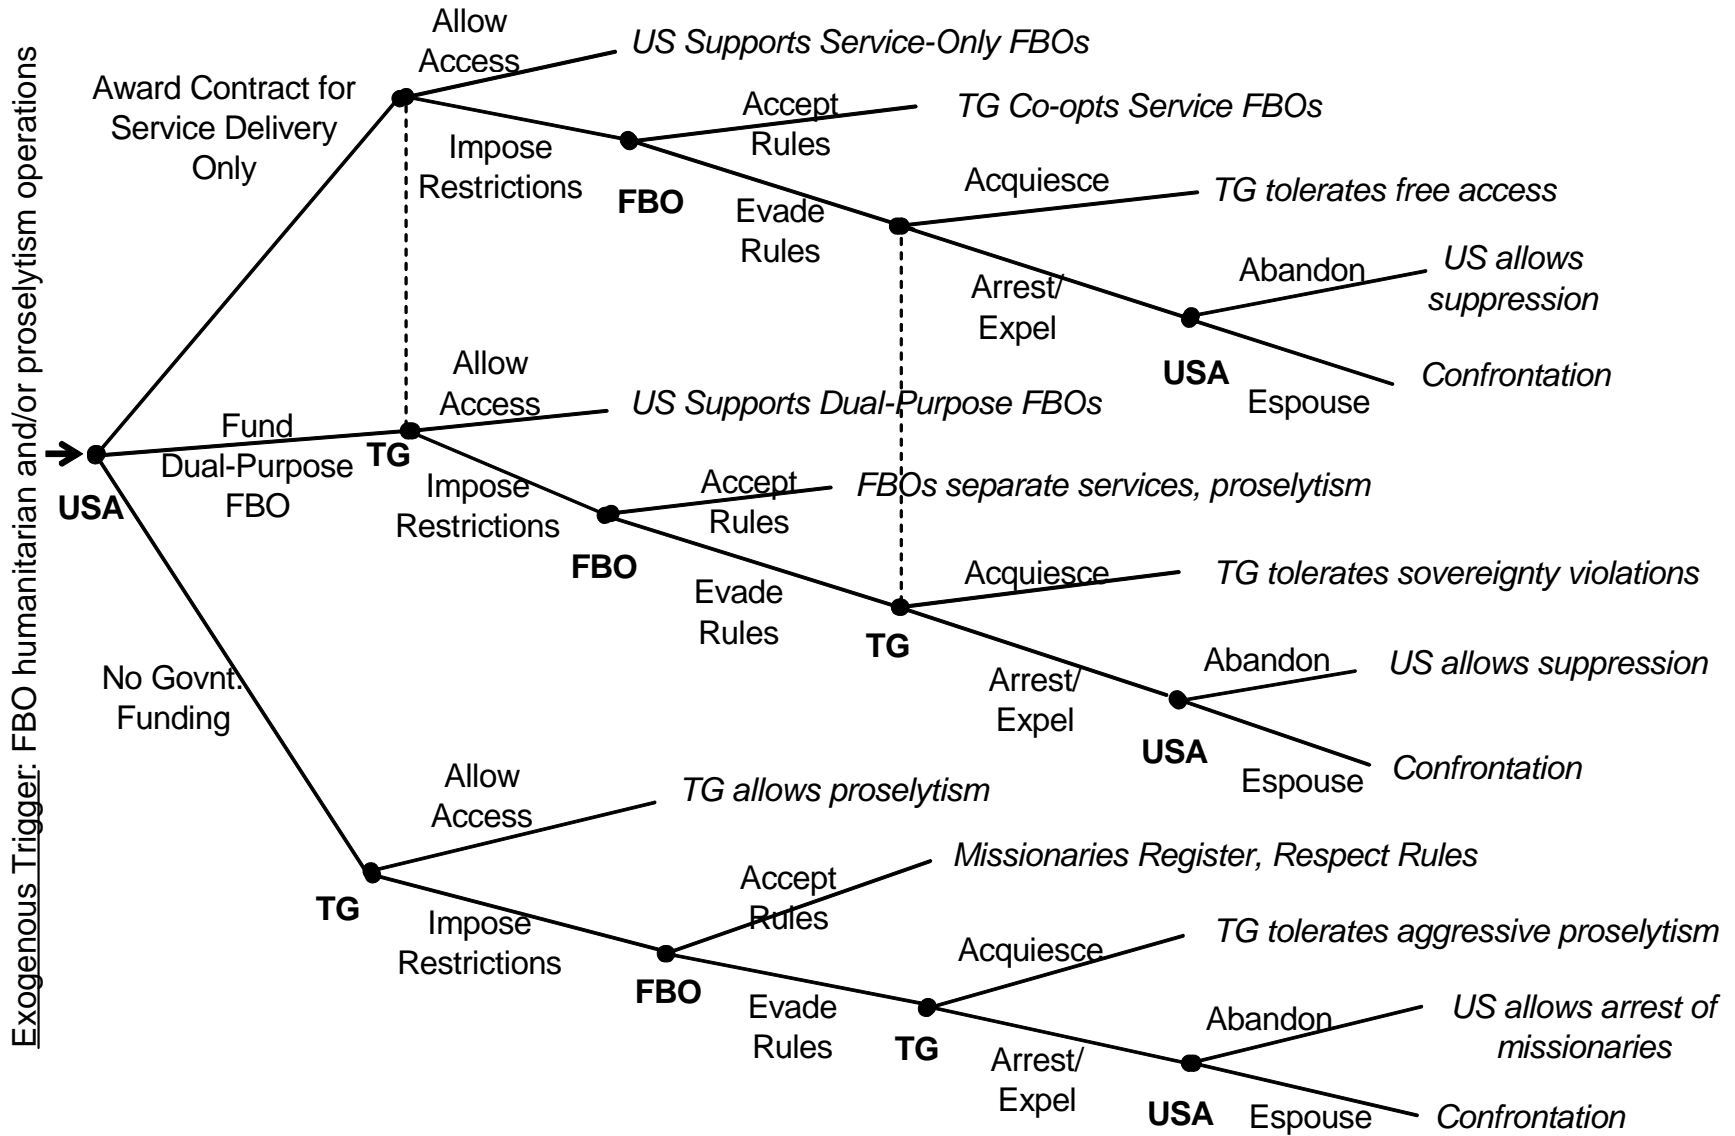 Exogenous Trigger: FBO humanitarian and/or proselytism operations
Allow
Access
US Supports Service-Only FBOs
Award Contract for
Service Delivery
Only
Accept
Rules
TG Co-opts Service FBOs
Impose
Restrictions
FBO
Evade
Rules
Acquiesce
TG tolerates free access
Arrest/
Expel
Abandon
US allows
suppression
USA
Espouse
Confrontation
Allow
Access
US Supports Dual-Purpose FBOs
Fund
Dual-Purpose
FBO
USA
TG
Impose
Restrictions
Accept
Rules
FBOs separate services, proselytism
FBO
Evade
Rules
Acquiesce
TG tolerates sovereignty violations
TG
Arrest/
Expel
Abandon
US allows suppression
USA
Espouse
Confrontation
No Govnt.
Funding
Allow
Access
TG allows proselytism
TG
Impose
Restrictions
Accept
Rules
Missionaries Register, Respect Rules
FBO
Evade
Rules
Acquiesce
TG tolerates aggressive proselytism
TG
Arrest/
Expel
Abandon
US allows arrest of
missionaries
USA
Espouse
Confrontation